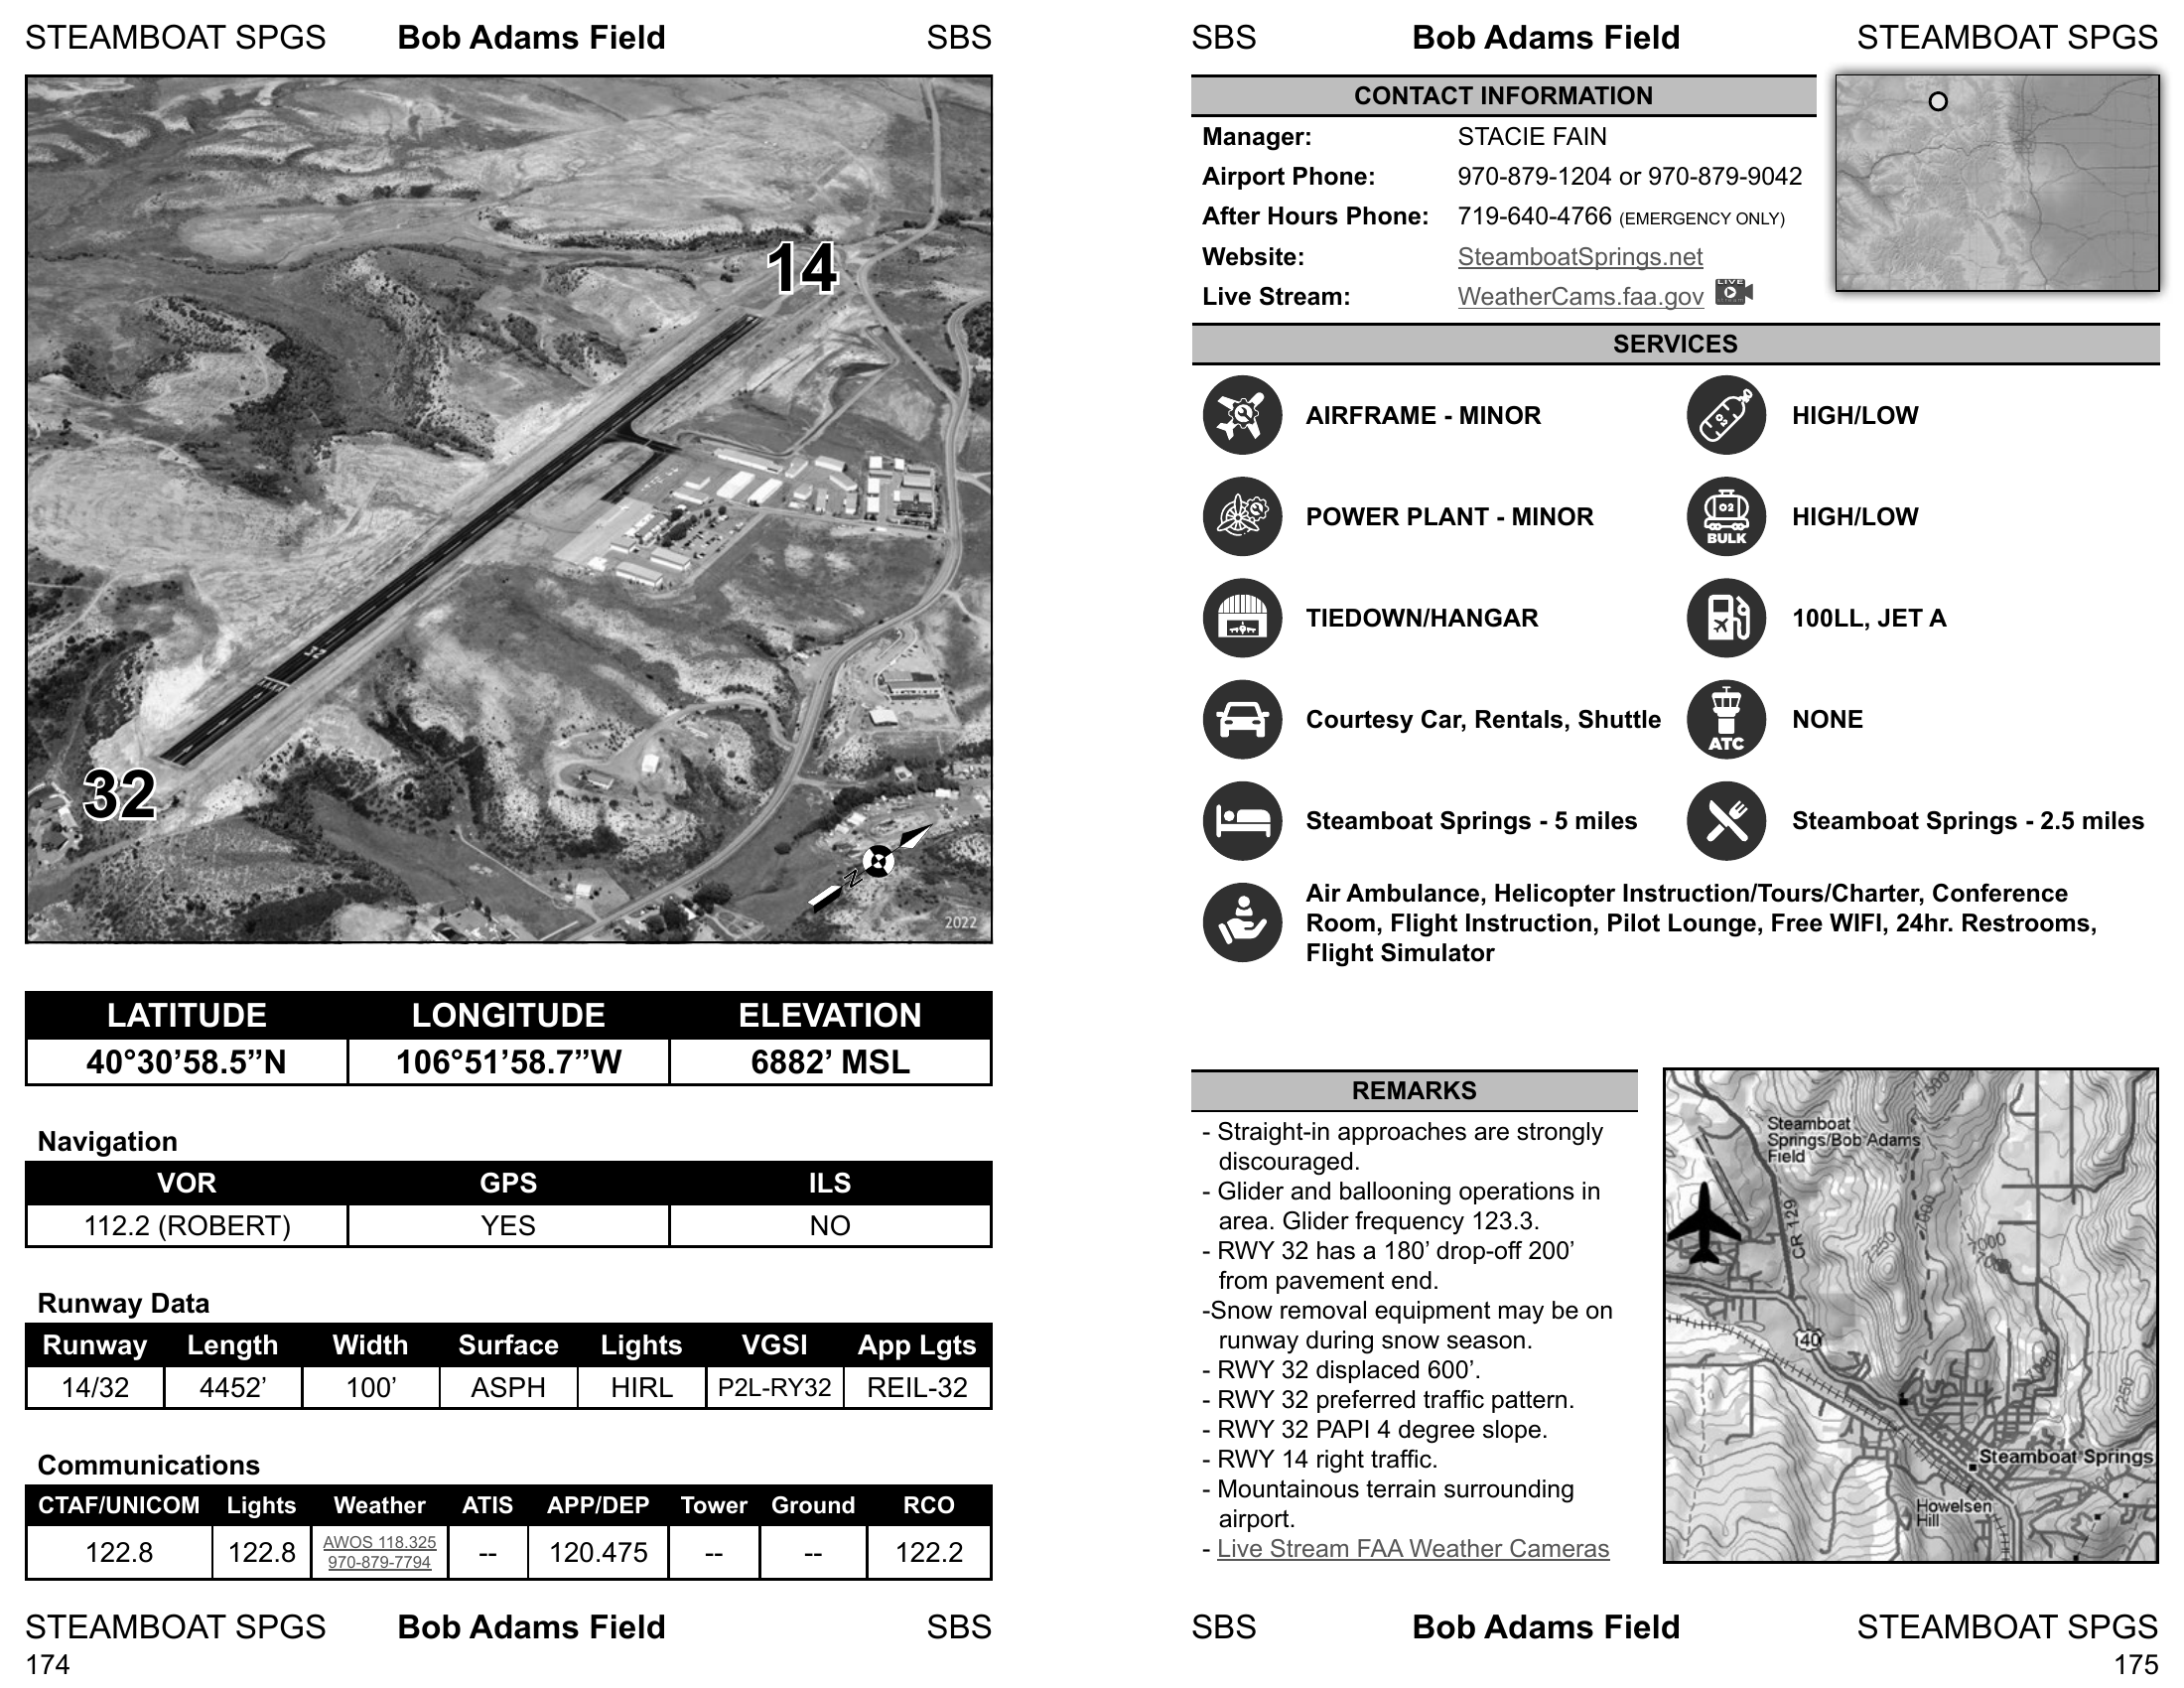 STEAMBOAT SPGS Bob Adams Field SBS
14
32
N
2022
LATITUDE LONGITUDE ELEVATION
40°30’58.5”N 106°51’58.7”W 6882’ MSL
Navigation
VOR GPS ILS
112.2 (ROBERT) YES NO
Runway Data
Runway Length Width Surface Lights VGSI App Lgts
14/32 4452’ 100’ ASPH HIRL P2L-RY32 REIL-32
Communications
CTAF/UNICOM Lights Weather ATIS APP/DEP Tower Ground RCO
122.8 122.8 AWOS 118.325 -- 120.475 -- -- 122.2
970-879-7794
STEAMBOAT SPGS Bob Adams Field SBS
174
SBS Bob Adams Field STEAMBOAT SPGS
CONTACT INFORMATION
Manager: STACIE FAIN
Airport Phone: 970-879-1204 or 970-879-9042
After Hours Phone: 719-640-4766 (EMERGENCY ONLY)
Website: SteamboatSprings.net
Live Stream: WeatherCams.faa.gov LIVE
SERVICES
AIRFRAME - MINOR O2 HIGH/LOW
POWER PLANT - MINOR O2 BULK HIGH/LOW
TIEDOWN/HANGAR 100LL, JET A
Courtesy Car, Rentals, Shuttle ATC NONE
Steamboat Springs - 5 miles Steamboat Springs - 2.5 miles
Air Ambulance, Helicopter Instruction/Tours/Charter, Conference
Room, Flight Instruction, Pilot Lounge, Free WIFI, 24hr. Restrooms,
Flight Simulator
REMARKS
- Straight-in approaches are strongly
discouraged.
- Glider and ballooning operations in
area. Glider frequency 123.3.
- RWY 32 has a 180’ drop-off 200’
from pavement end.
-Snow removal equipment may be on
runway during snow season.
- RWY 32 displaced 600’.
- RWY 32 preferred traffic pattern.
- RWY 32 PAPI 4 degree slope.
- RWY 14 right traffic.
- Mountainous terrain surrounding
airport.
- Live Stream FAA Weather Cameras
7500
Steamboat
Springs/Bob Adams
Field
CR 129
7000
7250
7000
40
7250
Steamboat Springs
Howelsen
Hill
SBS Bob Adams Field STEAMBOAT SPGS
175